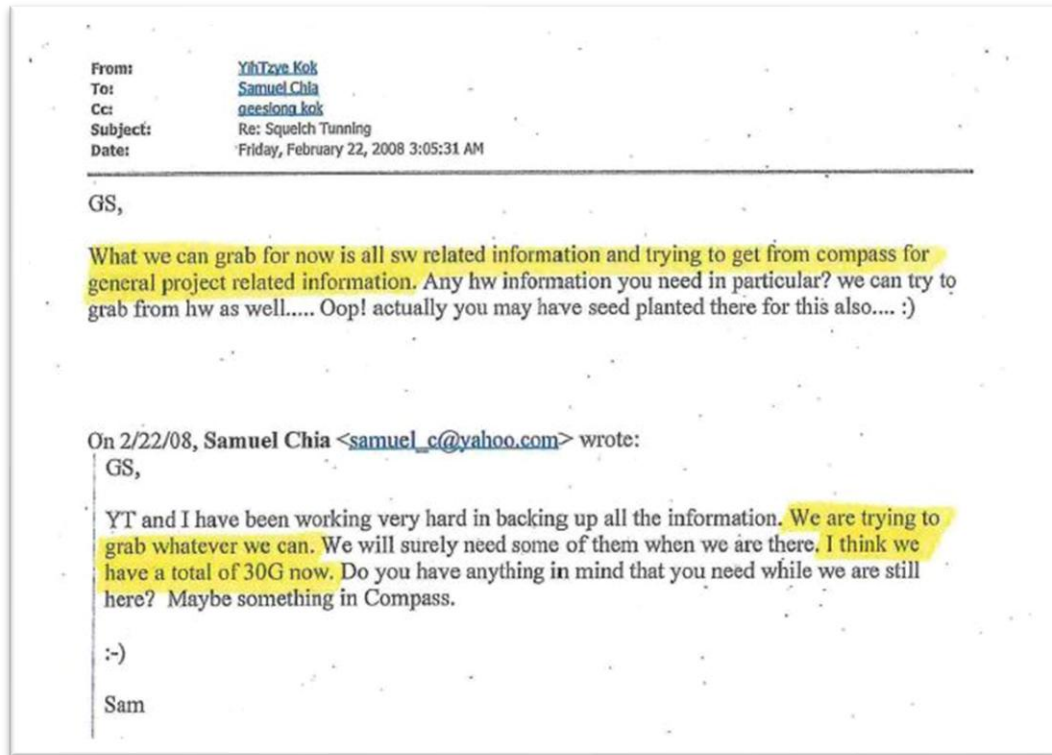 From: YihTzye Kok
To: Samuel Chia
Cc: geeslong kok
Subject: Re: Squelch Tunning
Date: Friday, February 22, 2008 3:05:31 AM
GS,
What we can grab for now is all sw related information and trying to get from compass for
general project related information. Any hw information you need in particular? we can try to
grab from hw as well..... Oop! actually you may have seed planted there for this also.... :)
On 2/22/08, Samuel Chia <samuel_c@yahoo.com> wrote:
GS,
YT and I have been working very hard in backing up all the information. We are trying to
grab whatever we can. We will surely need some of them when we are there. I think we
have a total of 30G now. Do you have anything in mind that you need while we are still
here? Maybe something in Compass.
:-)
Sam